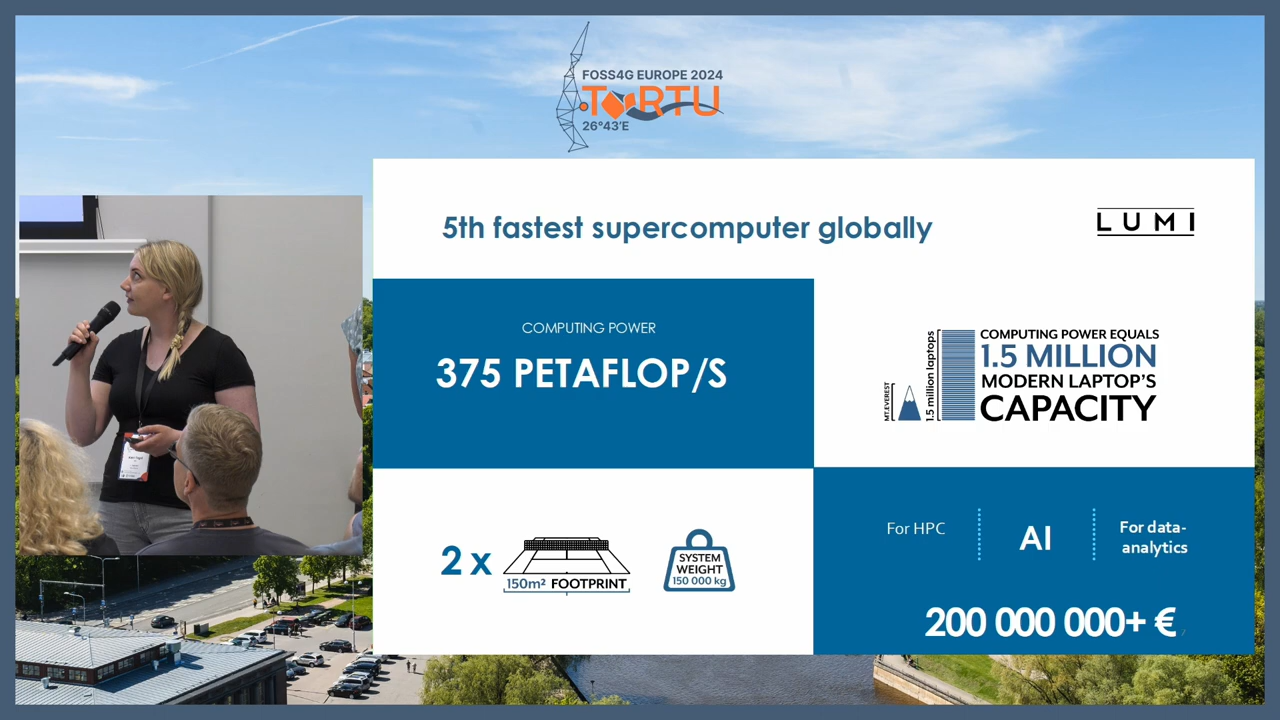 FOSS4G EUROPE 2024
TARTU
26°43'E
5th fastest supercomputer globally
LUMI
COMPUTING POWER
375 PETAFLOP/S
MT.EVEREST
1.5 million laptops
COMPUTING POWER EQUALS
1.5 MILLION
MODERN LAPTOP'S
CAPACITY
2 x
150m² FOOTPRINT
SYSTEM
WEIGHT
150 000 kg
For HPC
AI
For data-
analytics
200 000 000+ €